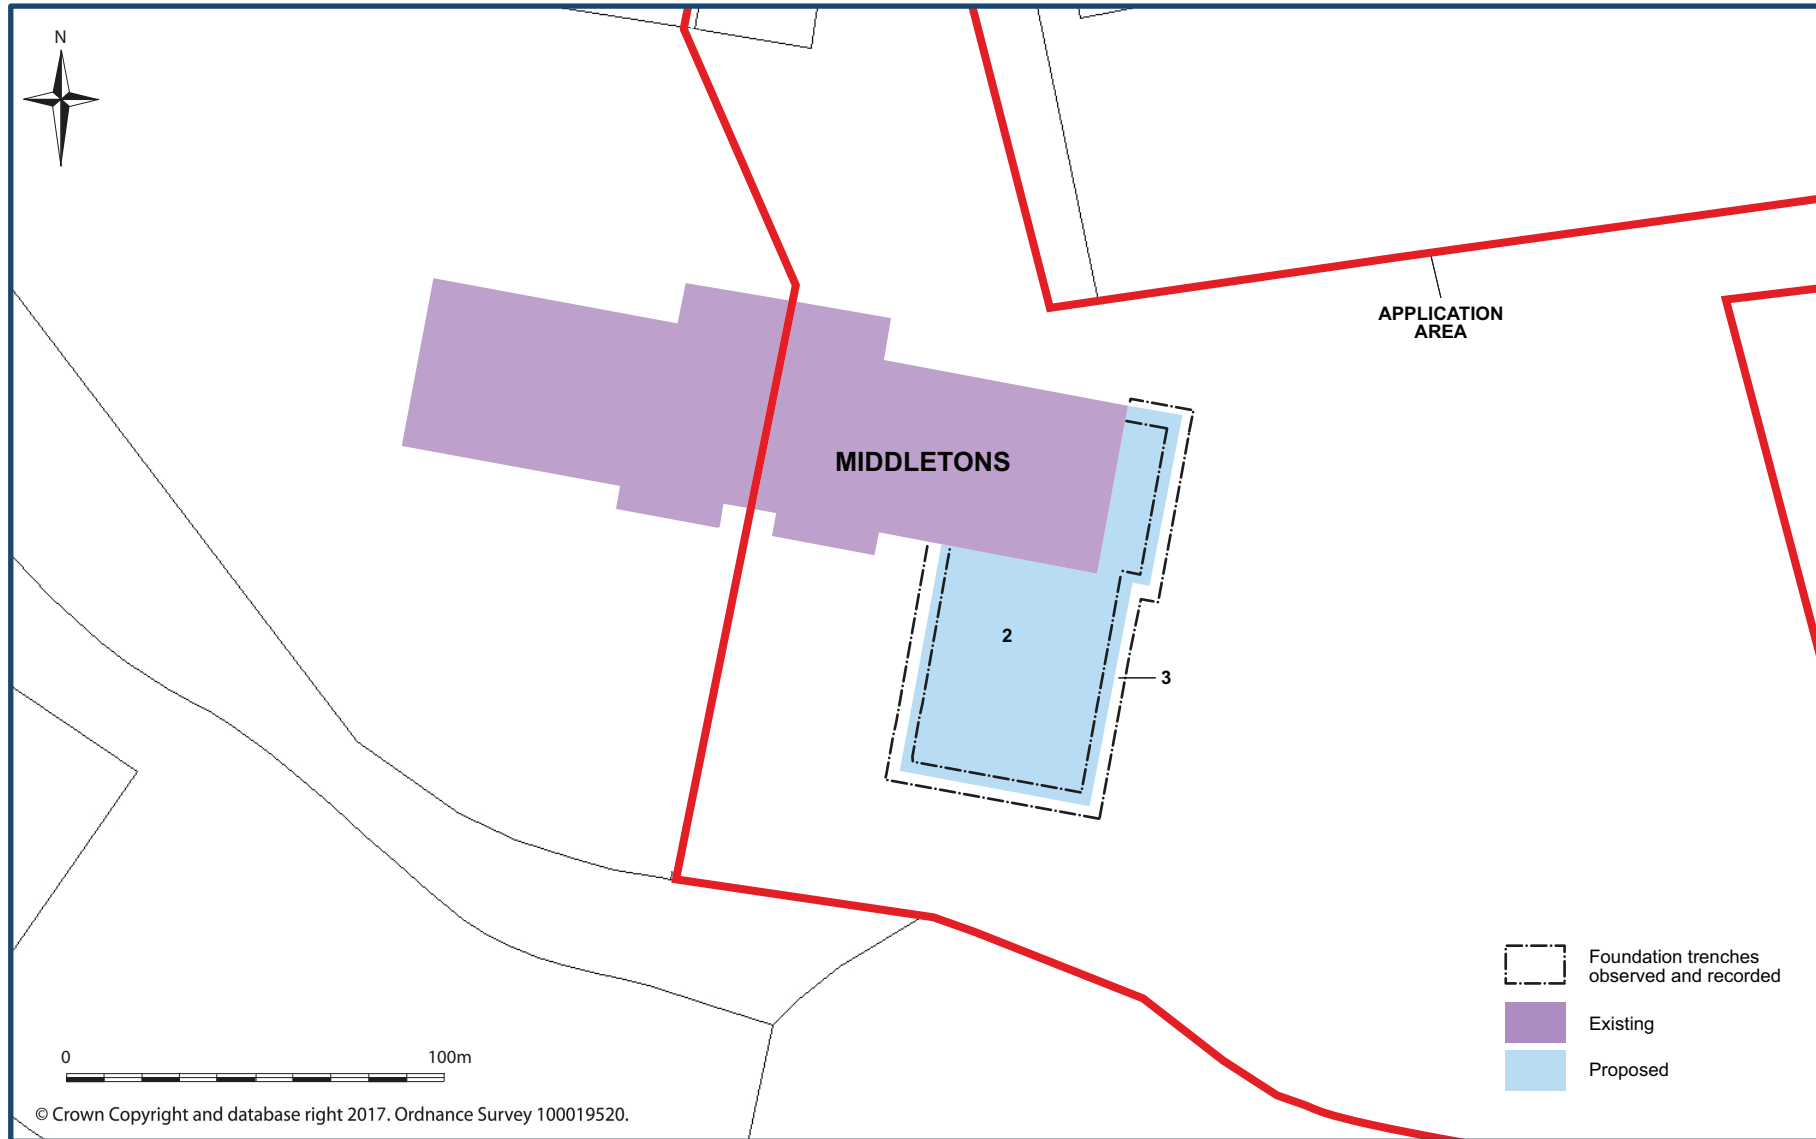 N
APPLICATION
AREA
MIDDLETONS
2
3
Foundation trenches
observed and recorded
Existing
Proposed
0
100m
© Crown Copyright and database right 2017. Ordnance Survey 100019520.